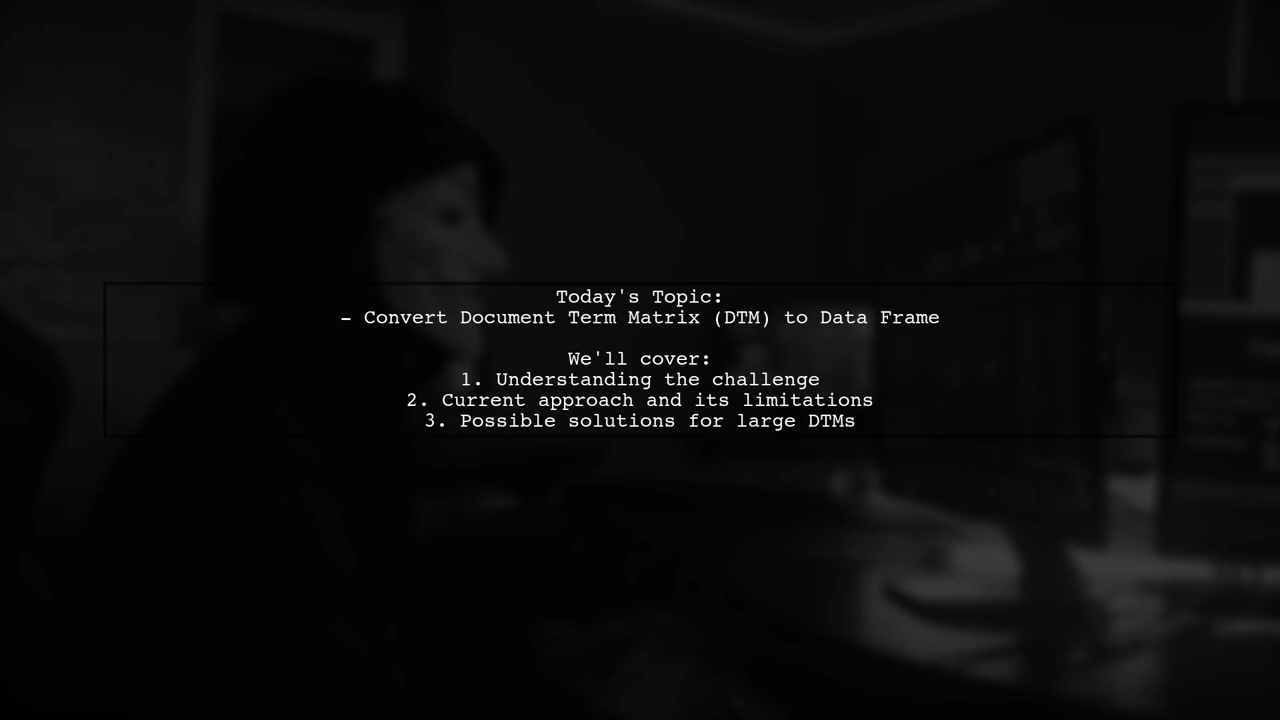 Today's Topic:
– Convert Document Term Matrix (DTM) to Data Frame
We'll cover:
1. Understanding the challenge
2. Current approach and its limitations
3. Possible solutions for large DTMs